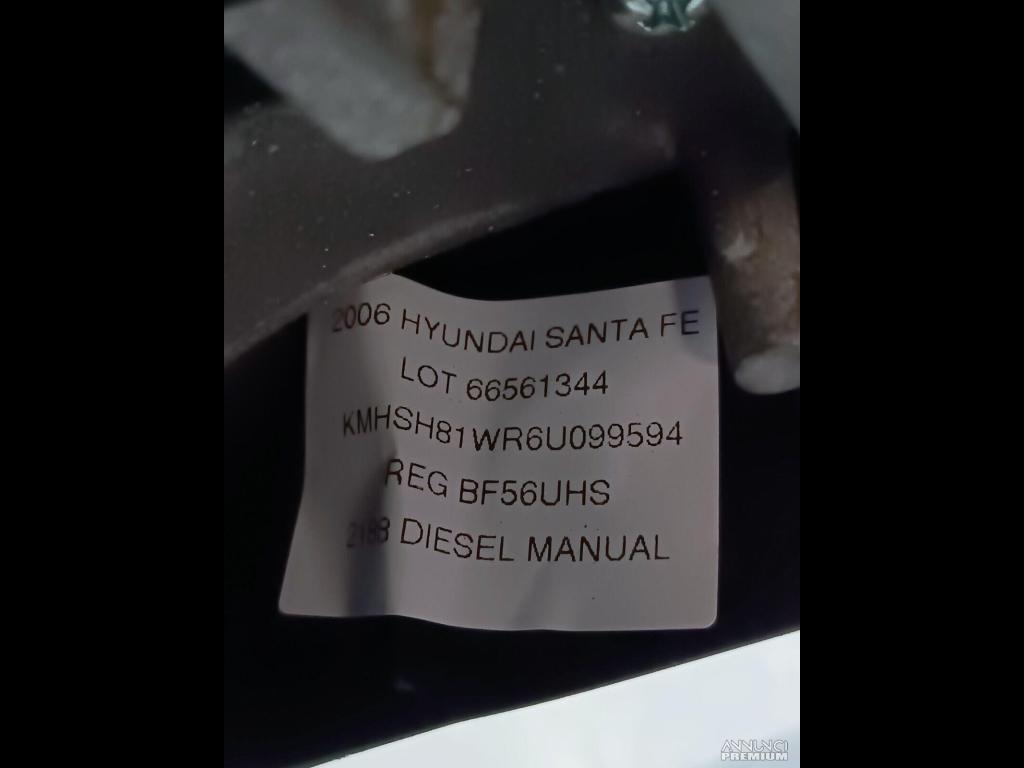 2006 HYUNDAI SANTA FE
LOT 66561344
KMHSH81WR6U099594
REG BF56UHS
2188 DIESEL MANUAL
ANNUNCI
PREMIUM